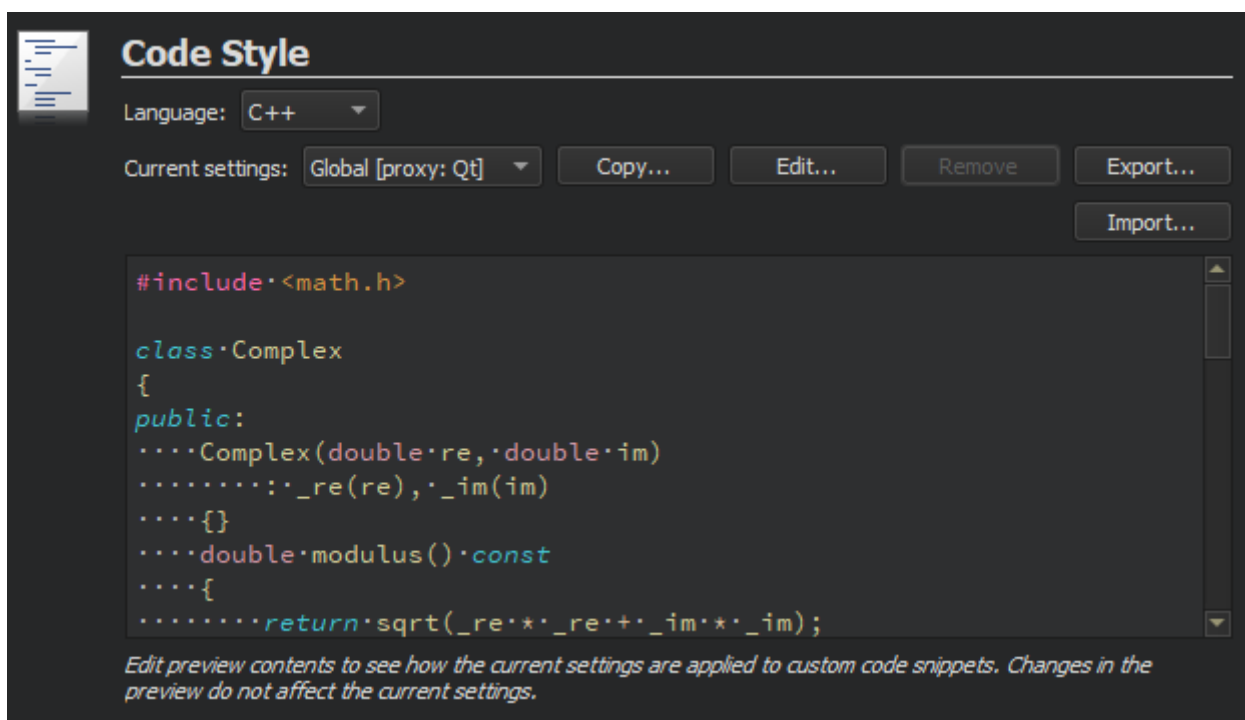 Code Style
Language: C++
Current settings: Global [proxy: Qt] Copy... Edit... Remove Export...
Import...
#include·<math.h>
class·Complex
{
public:
····Complex(double·re,·double·im)
········:·_re(re),·_im(im)
····{}
····double·modulus()·const
····{
········return·sqrt(_re·*·_re·+·_im·*·_im);
Edit preview contents to see how the current settings are applied to custom code snippets. Changes in the
preview do not affect the current settings.